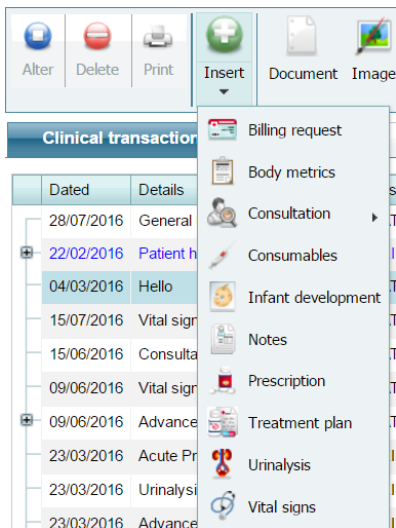 Alter Delete Print Insert Document Image
Clinical transaction
Billing request
Body metrics
Consultation
Consumables
Infant development
Notes
Prescription
Treatment plan
Urinalysis
Vital signs
Dated Details
28/07/2016 General
22/02/2016 Patient h
04/03/2016 Hello
15/07/2016 Vital sign
15/06/2016 Consulta
09/06/2016 Vital sign
09/06/2016 Advance
23/03/2016 Acute Pr
23/03/2016 Urinalysi
23/03/2016 Advance